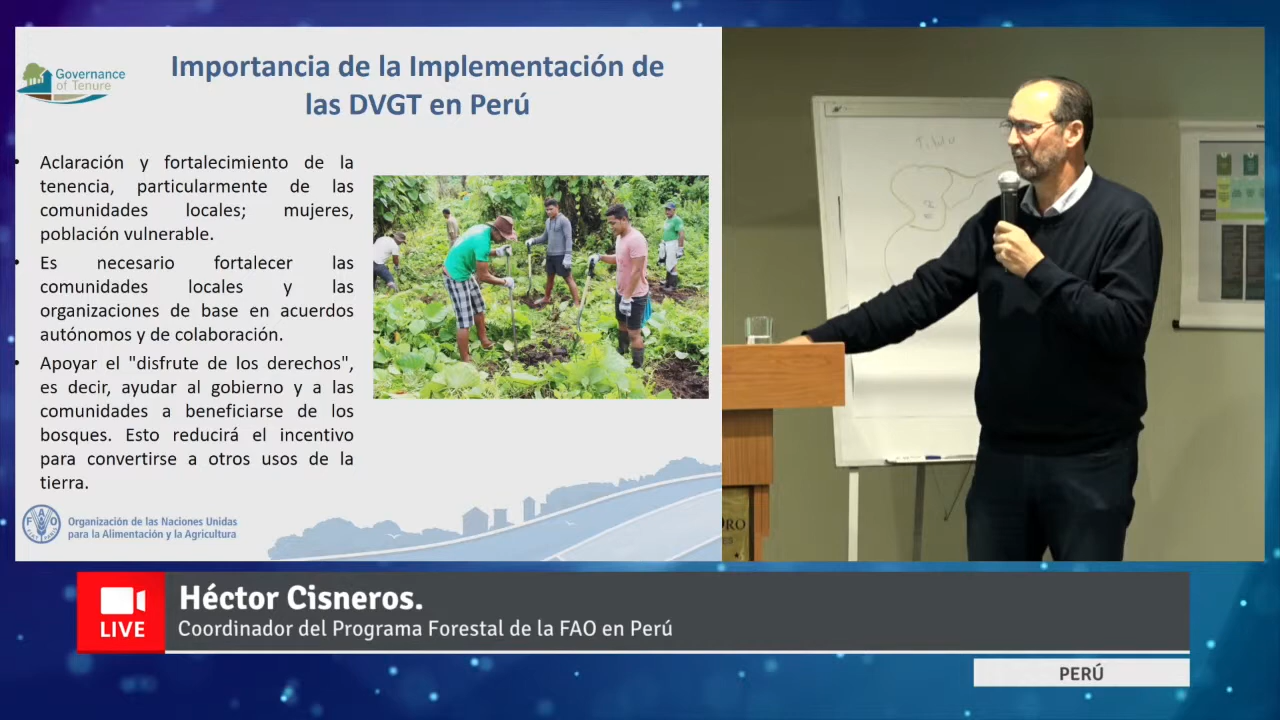 Governance
of Tenure
Importancia de la Implementación de
las DVGT en Perú
• Aclaración y fortalecimiento de la
tenencia, particularmente de las
comunidades locales; mujeres,
población vulnerable.
• Es necesario fortalecer las
comunidades locales y las
organizaciones de base en acuerdos
autónomos y de colaboración.
• Apoyar el "disfrute de los derechos",
es decir, ayudar al gobierno y a las
comunidades a beneficiarse de los
bosques. Esto reducirá el incentivo
para convertirse a otros usos de la
tierra.
FAO
FIAT PANIS
Organización de las Naciones Unidas
para la Alimentación y la Agricultura
LIVE
Héctor Cisneros.
Coordinador del Programa Forestal de la FAO en Perú
PERÚ